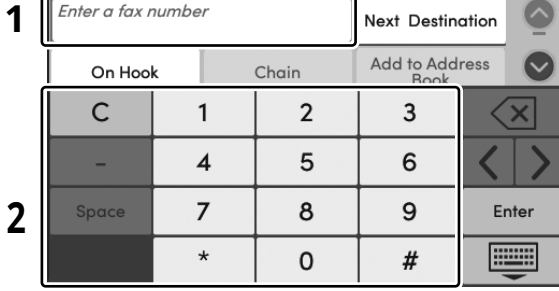 1
Enter a fax number
Next Destination
On Hook
Chain
Add to Address
Book
2
C 1 2 3
- 4 5 6
Space 7 8 9 Enter
* 0 #